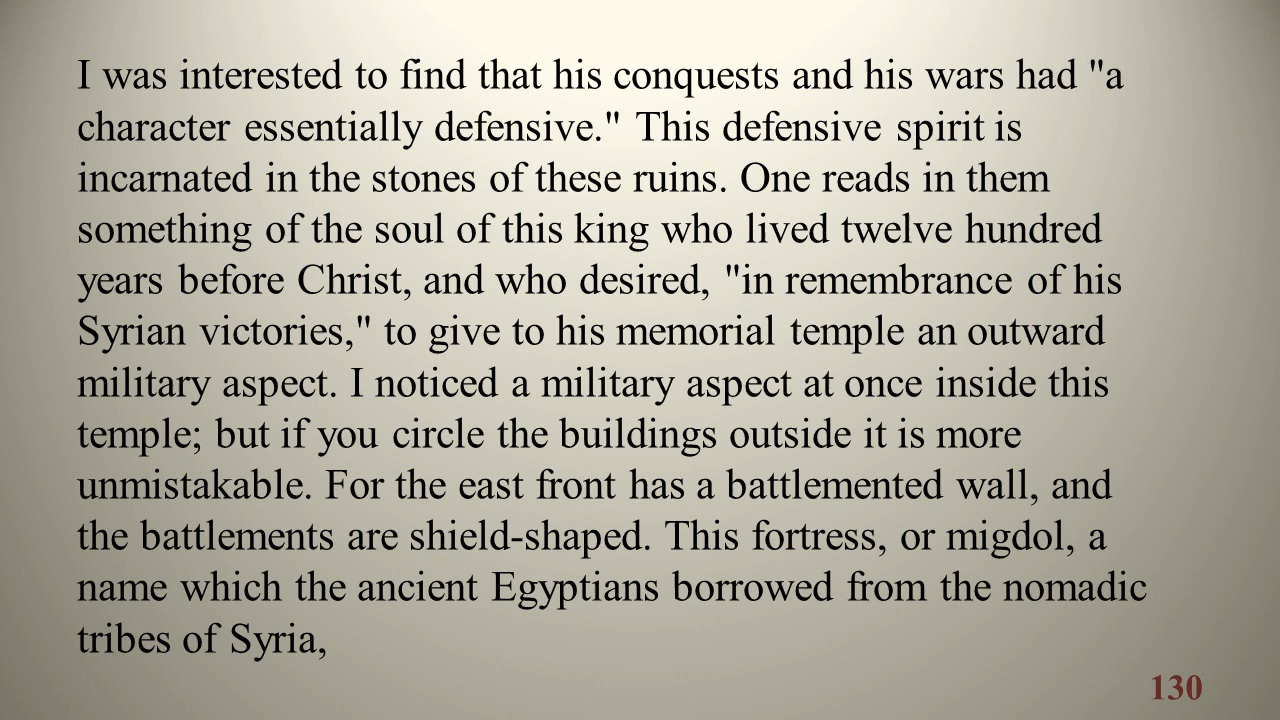 I was interested to find that his conquests and his wars had "a
character essentially defensive." This defensive spirit is
incarnated in the stones of these ruins. One reads in them
something of the soul of this king who lived twelve hundred
years before Christ, and who desired, "in remembrance of his
Syrian victories," to give to his memorial temple an outward
military aspect. I noticed a military aspect at once inside this
temple; but if you circle the buildings outside it is more
unmistakable. For the east front has a battlemented wall, and
the battlements are shield-shaped. This fortress, or migdol, a
name which the ancient Egyptians borrowed from the nomadic
tribes of Syria,
130